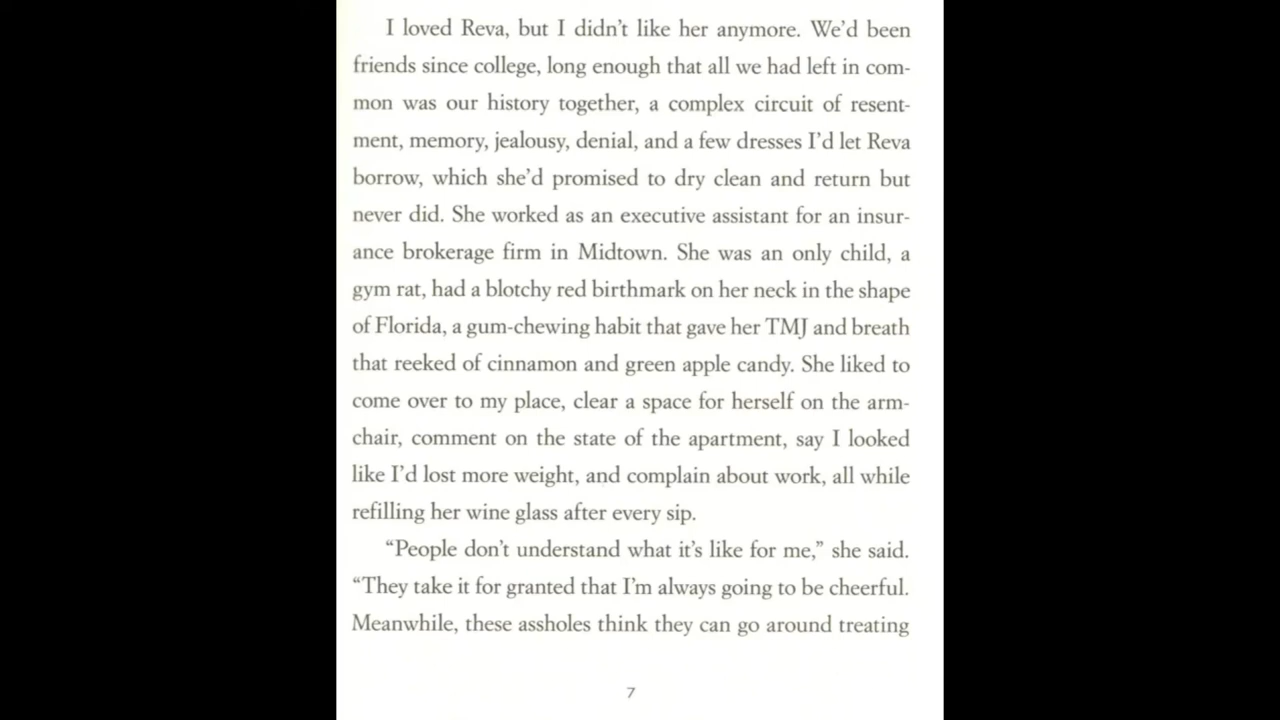 I loved Reva, but I didn’t like her anymore. We’d been
friends since college, long enough that all we had left in com-
mon was our history together, a complex circuit of resent-
ment, memory, jealousy, denial, and a few dresses I’d let Reva
borrow, which she’d promised to dry clean and return but
never did. She worked as an executive assistant for an insur-
ance brokerage firm in Midtown. She was an only child, a
gym rat, had a blotchy red birthmark on her neck in the shape
of Florida, a gum-chewing habit that gave her TMJ and breath
that reeked of cinnamon and green apple candy. She liked to
come over to my place, clear a space for herself on the arm-
chair, comment on the state of the apartment, say I looked
like I’d lost more weight, and complain about work, all while
refilling her wine glass after every sip.
“People don’t understand what it’s like for me,” she said.
“They take it for granted that I’m always going to be cheerful.
Meanwhile, these assholes think they can go around treating
7